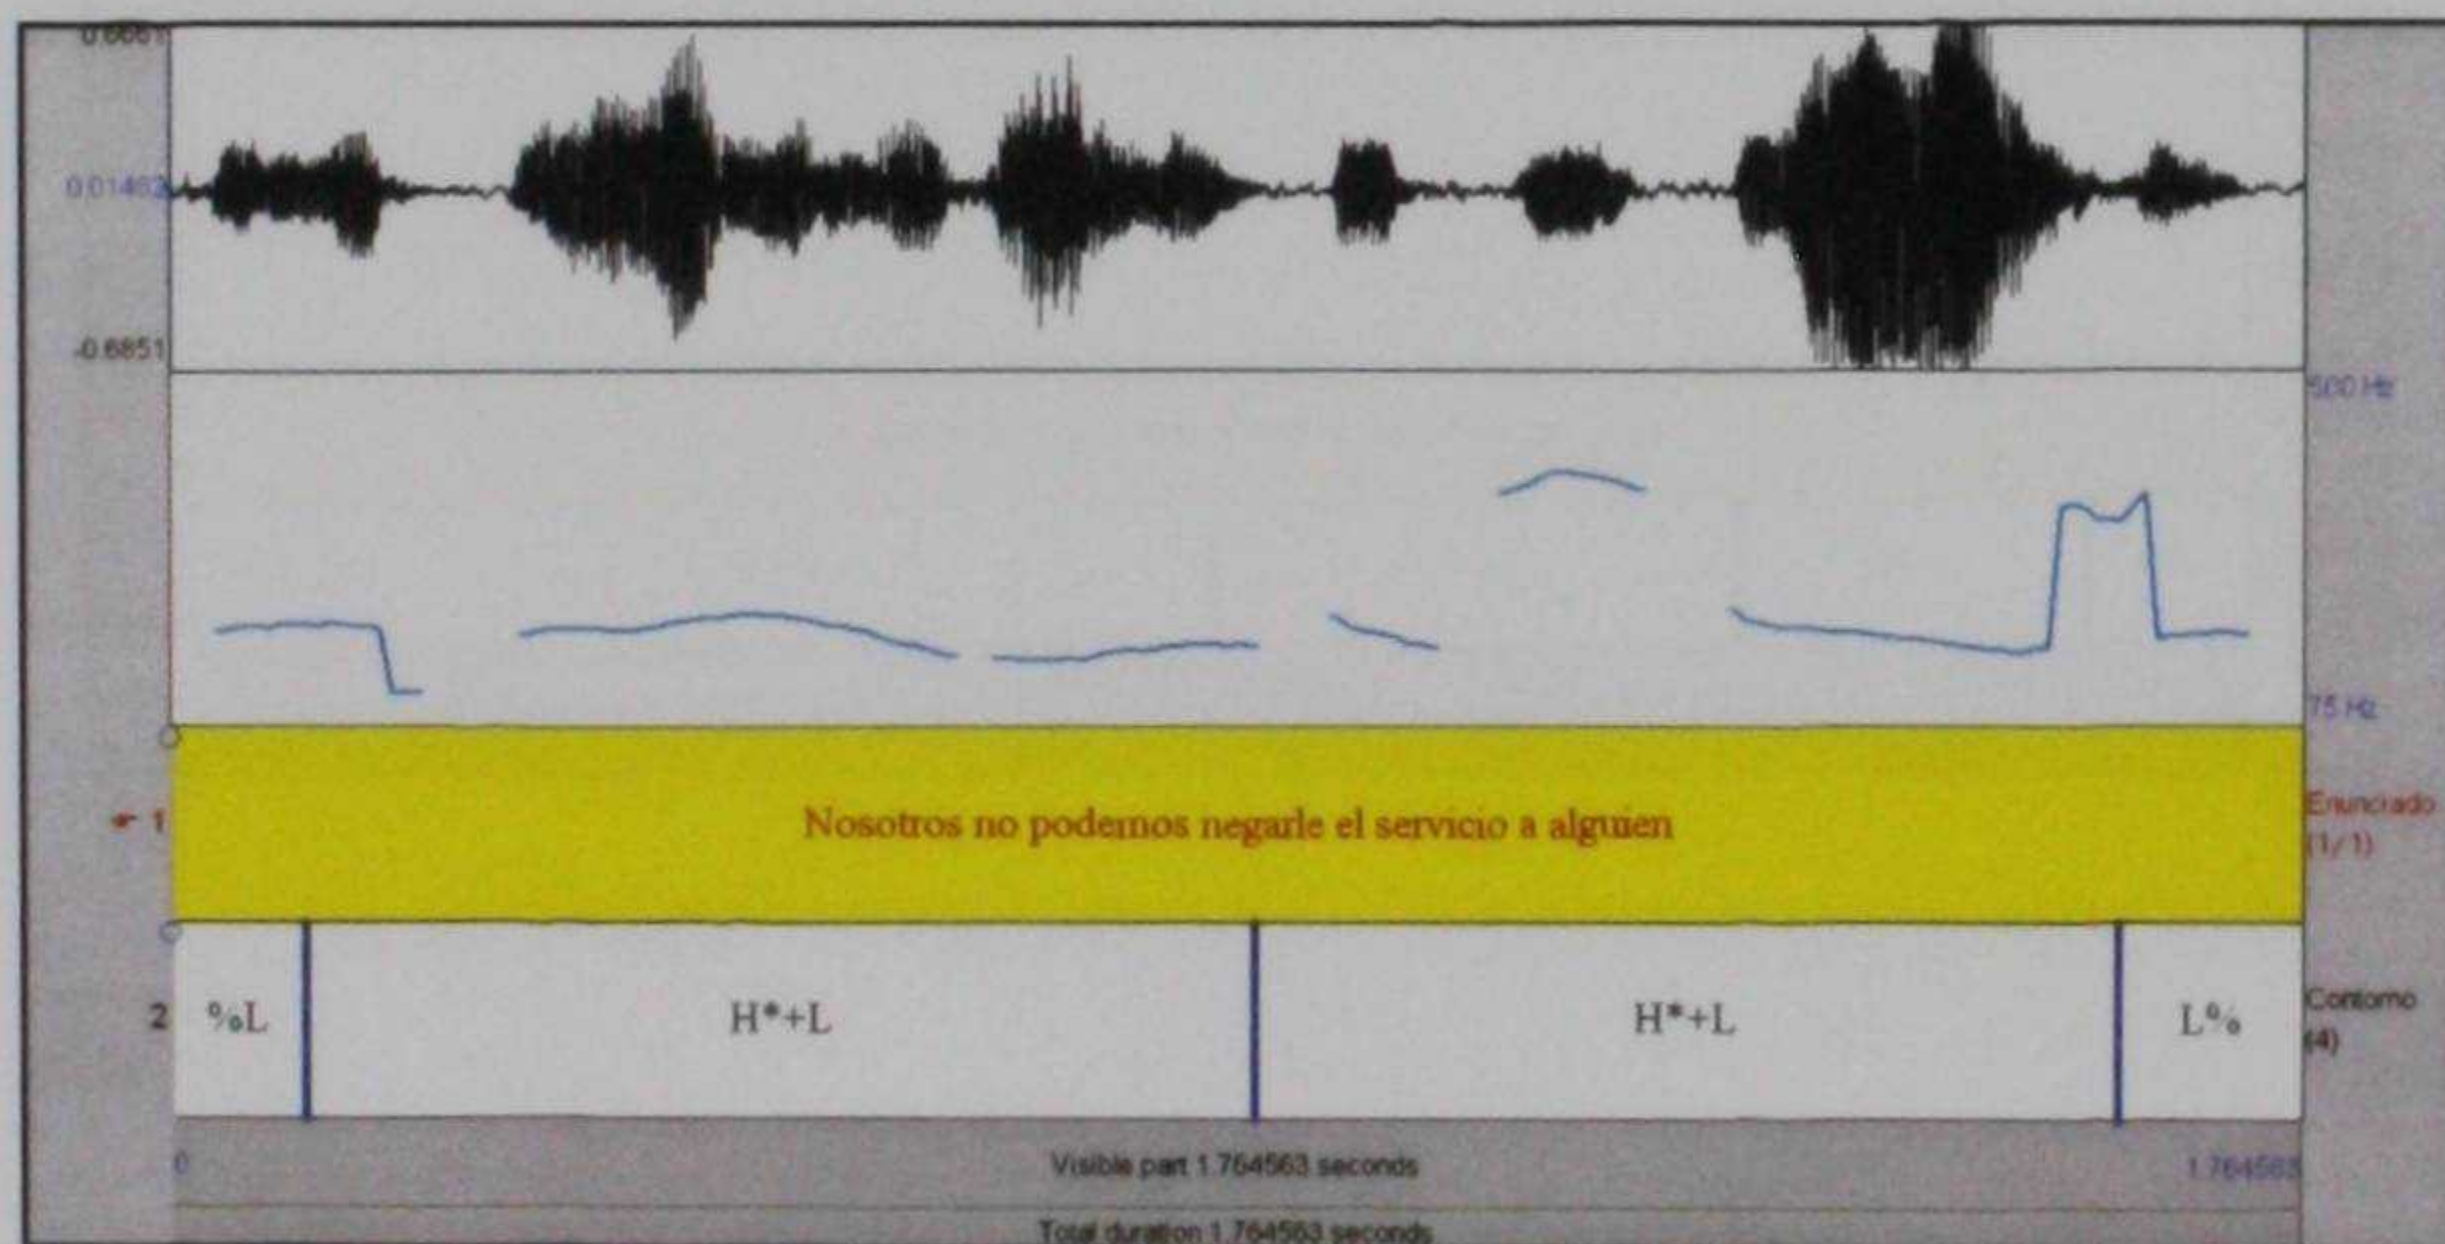 0.01463
-0.6851
500 Hz
75 Hz
1
Nosotros no podemos negarle el servicio a alguien
Enunciado
(1/1)
2
%L
H*+L
H*+L
L%
Contorno
(4)
0
Visible part 1.764563 seconds
1.764563
Total duration 1.764563 seconds